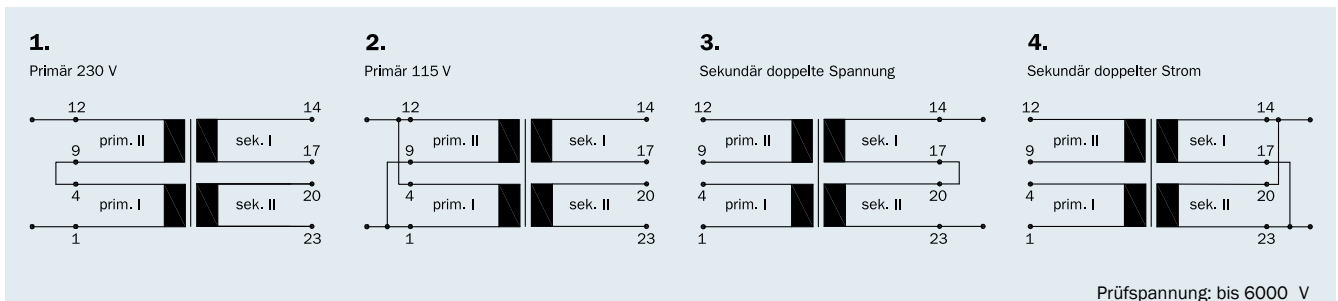 1.
Primär 230 V
12
14
prim. II
sek. I
9
17
4
20
prim. I
sek. II
1
23
2.
Primär 115 V
12
14
prim. II
sek. I
9
17
4
20
prim. I
sek. II
1
23
3.
Sekundär doppelte Spannung
12
14
prim. II
sek. I
9
17
4
20
prim. I
sek. II
1
23
4.
Sekundär doppelter Strom
12
14
prim. II
sek. I
9
17
4
20
prim. I
sek. II
1
23
Prüfspannung: bis 6000 V